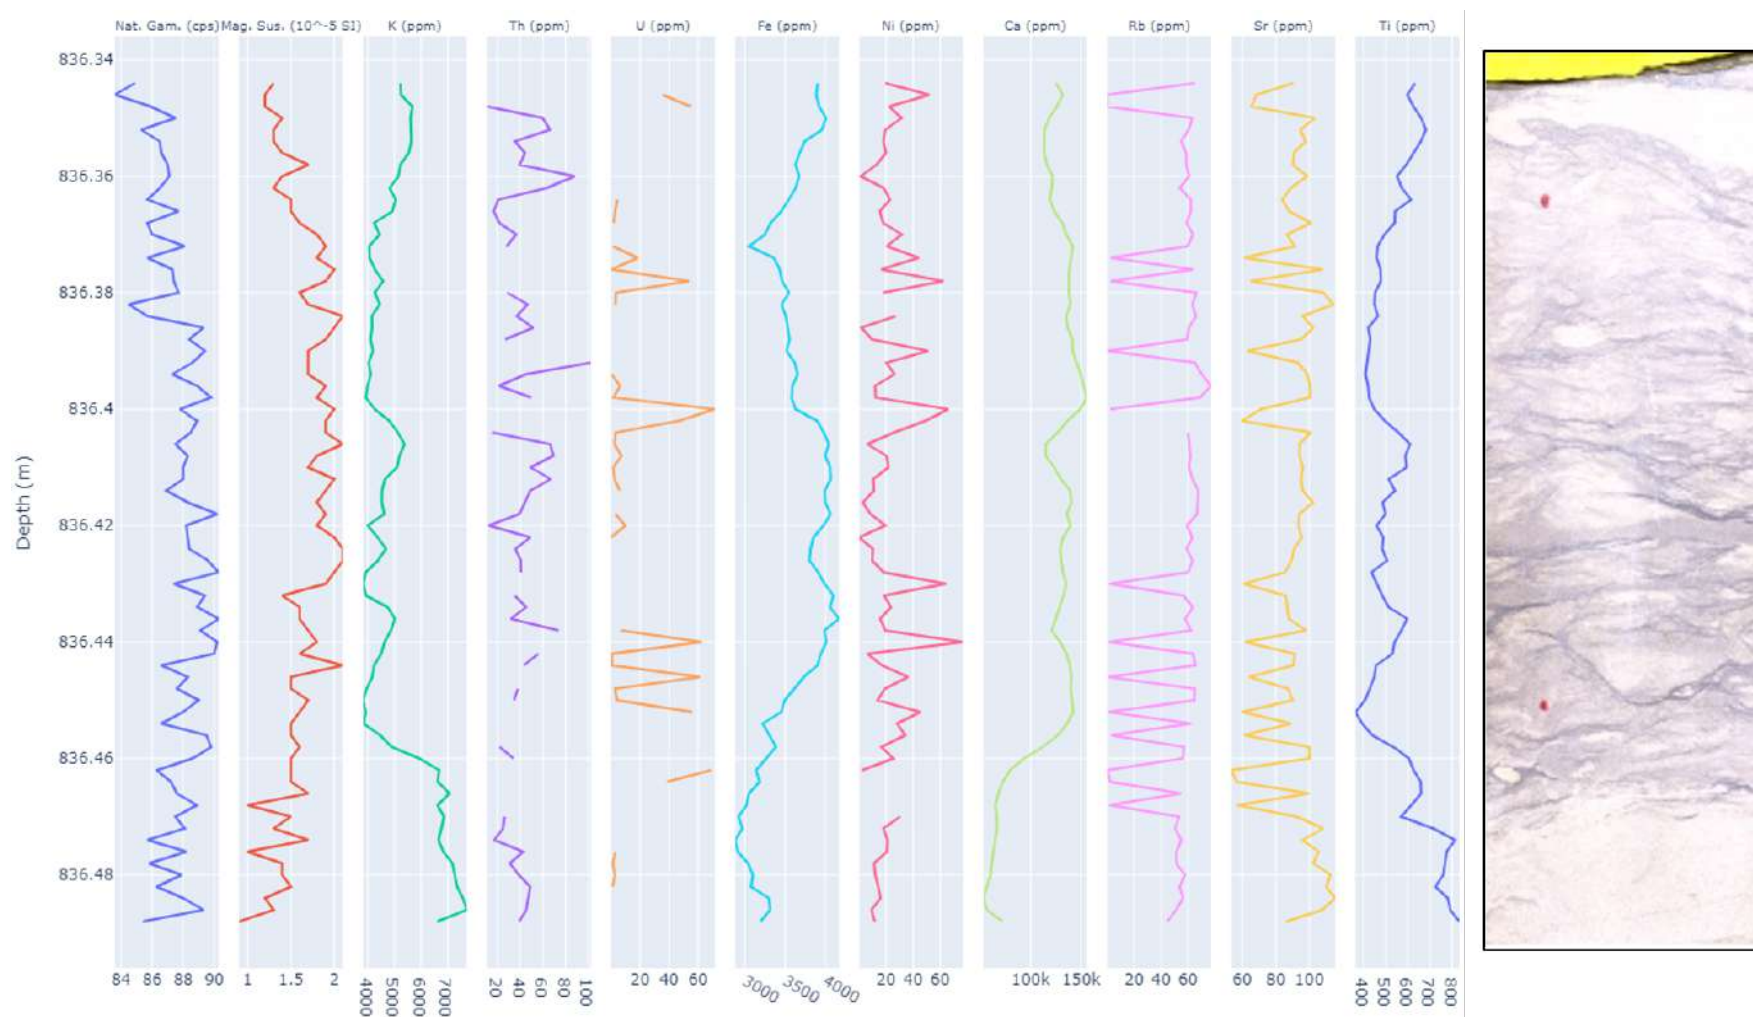 Nat. Gam. (cps) Mag. Sus. (10^-5 SI) K (ppm) Th (ppm) U (ppm) Fe (ppm) Ni (ppm) Ca (ppm) Rb (ppm) Sr (ppm) Ti (ppm)
836.34
836.36
836.38
836.4
836.42
836.44
836.46
836.48
Depth (m)
84 86 88 90 1 1.5 2 4000 5000 6000 7000 20 40 60 80 100 20 40 60 3000 3500 4000 20 40 60 100k 150k 20 40 60 60 80 100 400 500 600 700 800